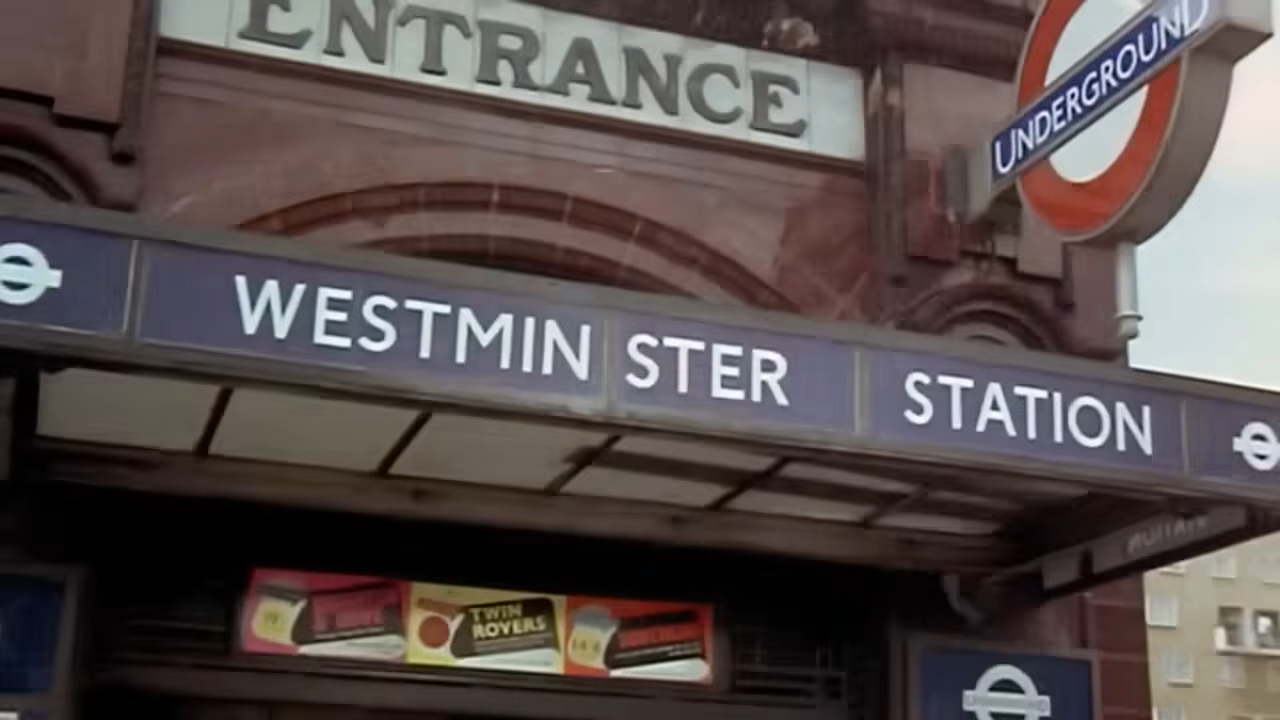 ENTRANCE
UNDERGROUND
WESTMIN STER STATION
TWIN
ROVERS